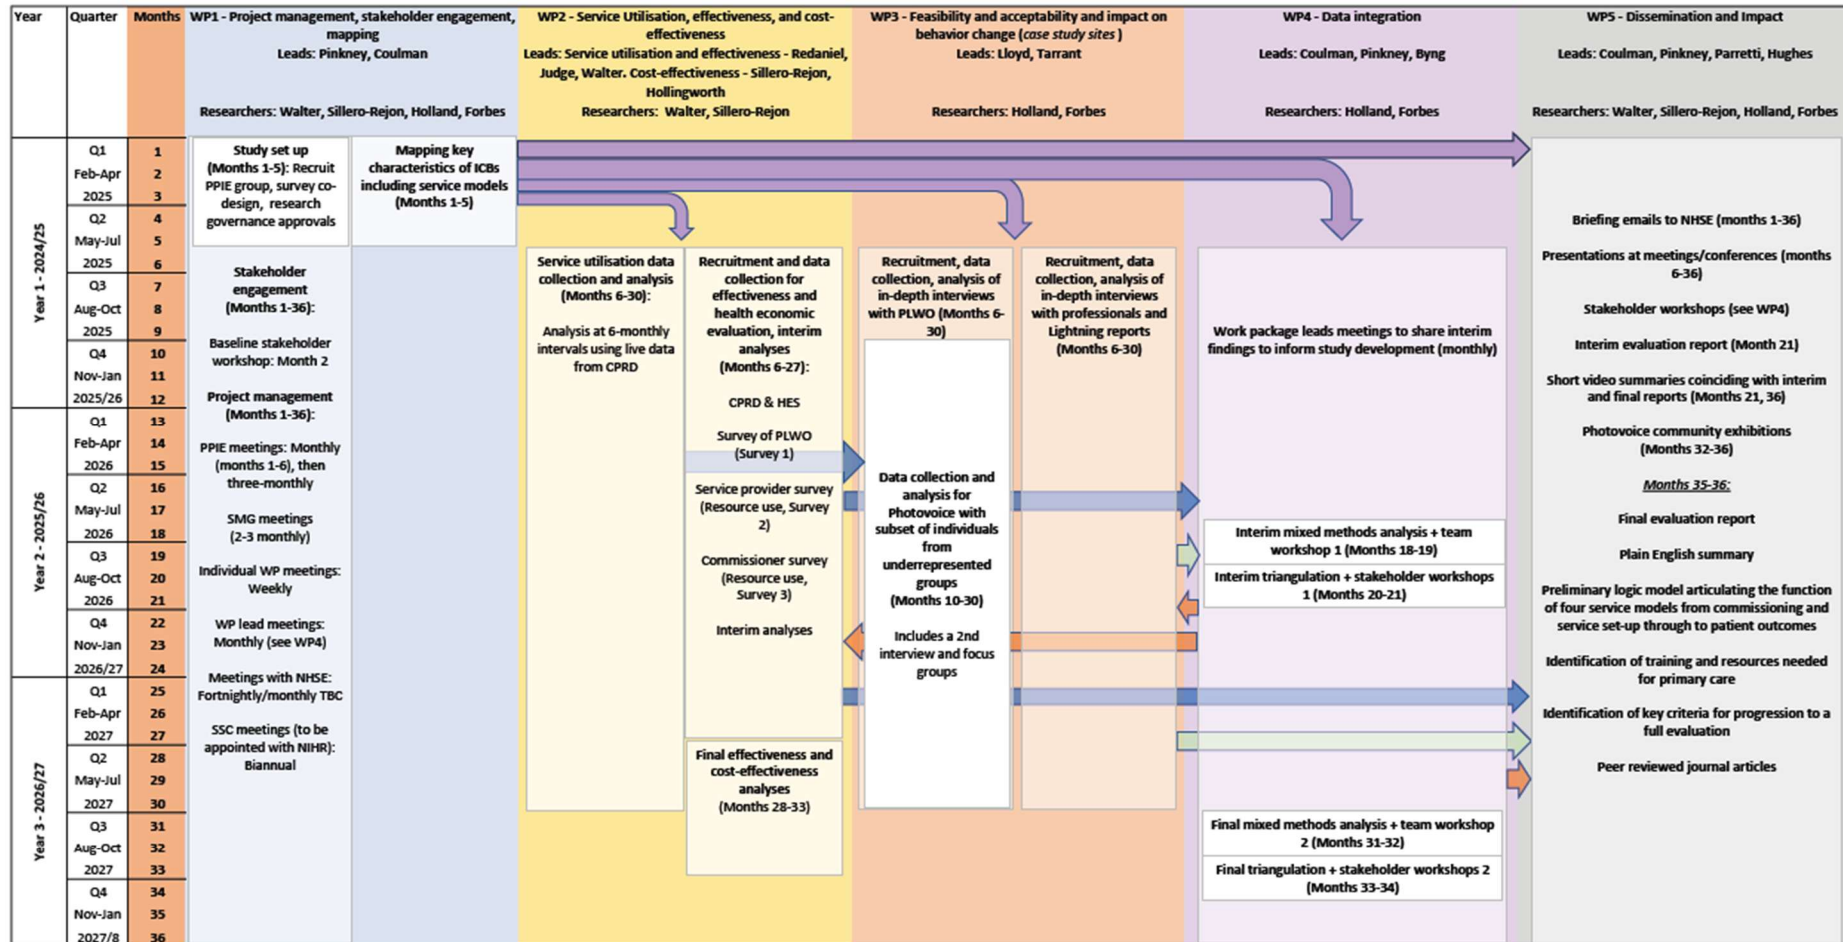 Year
Quarter
Months
WP1 - Project management, stakeholder engagement,
mapping
Leads: Pinkney, Coulman
Researchers: Walter, Sillero-Rejon, Holland, Forbes
WP2 - Service Utilisation, effectiveness, and cost-
effectiveness
Leads: Service utilisation and effectiveness - Redaniel,
Judge, Walter. Cost-effectiveness - Sillero-Rejon,
Hollingworth
Researchers: Walter, Sillero-Rejon
WP3 - Feasibility and acceptability and impact on
behavior change (case study sites )
Leads: Lloyd, Tarrant
Researchers: Holland, Forbes
WP4 - Data integration
Leads: Coulman, Pinkney, Byng
Researchers: Holland, Forbes
WP5 - Dissemination and Impact
Leads: Coulman, Pinkney, Parretti, Hughes
Researchers: Walter, Sillero-Rejon, Holland, Forbes
Year 1 - 2024/25
Q1
Feb-Apr
2025
Q2
May-Jul
2025
Q3
Aug-Oct
2025
Q4
Nov-Jan
2025/26
1
2
3
4
5
6
7
8
9
10
11
12
Year 2 - 2025/26
Q1
Feb-Apr
2026
Q2
May-Jul
2026
Q3
Aug-Oct
2026
Q4
Nov-Jan
2026/27
13
14
15
16
17
18
19
20
21
22
23
24
Year 3 - 2026/27
Q1
Feb-Apr
2027
Q2
May-Jul
2027
Q3
Aug-Oct
2027
Q4
Nov-Jan
2027/8
25
26
27
28
29
30
31
32
33
34
35
36
Study set up
(Months 1-5): Recruit
PPIE group, survey co-
design, research
governance approvals
Mapping key
characteristics of ICBs
including service models
(Months 1-5)
Stakeholder
engagement
(Months 1-36):
Baseline stakeholder
workshop: Month 2
Project management
(Months 1-36):
PPIE meetings: Monthly
(months 1-6), then
three-monthly
SMG meetings
(2-3 monthly)
Individual WP meetings:
Weekly
WP lead meetings:
Monthly (see WP4)
Meetings with NHSE:
Fortnightly/monthly TBC
SSC meetings (to be
appointed with NIHR):
Biannual
Service utilisation data
collection and analysis
(Months 6-30):
Analysis at 6-monthly
intervals using live data
from CPRD
Recruitment and data
collection for
effectiveness and
health economic
evaluation, interim
analyses
(Months 6-27):
CPRD & HES
Survey of PLWO
(Survey 1)
Service provider survey
(Resource use, Survey
2)
Commissioner survey
(Resource use,
Survey 3)
Interim analyses
Final effectiveness and
cost-effectiveness
analyses
(Months 28-33)
Recruitment, data
collection, analysis of
in-depth interviews
with PLWO (Months 6-
30)
Data collection and
analysis for
Photovoice with
subset of individuals
from
underrepresented
groups
(Months 10-30)
Includes a 2nd
interview and focus
groups
Recruitment, data
collection, analysis of
in-depth interviews
with professionals and
Lightning reports
(Months 6-30)
Work package leads meetings to share interim
findings to inform study development (monthly)
Interim mixed methods analysis + team
workshop 1 (Months 18-19)
Interim triangulation + stakeholder workshops
1 (Months 20-21)
Final mixed methods analysis + team workshop
2 (Months 31-32)
Final triangulation + stakeholder workshops 2
(Months 33-34)
Briefing emails to NHSE (months 1-36)
Presentations at meetings/conferences (months
6-36)
Stakeholder workshops (see WP4)
Interim evaluation report (Month 21)
Short video summaries coinciding with interim
and final reports (Months 21, 36)
Photovoice community exhibitions
(Months 32-36)
Months 35-36:
Final evaluation report
Plain English summary
Preliminary logic model articulating the function
of four service models from commissioning and
service set-up through to patient outcomes
Identification of training and resources needed
for primary care
Identification of key criteria for progression to a
full evaluation
Peer reviewed journal articles